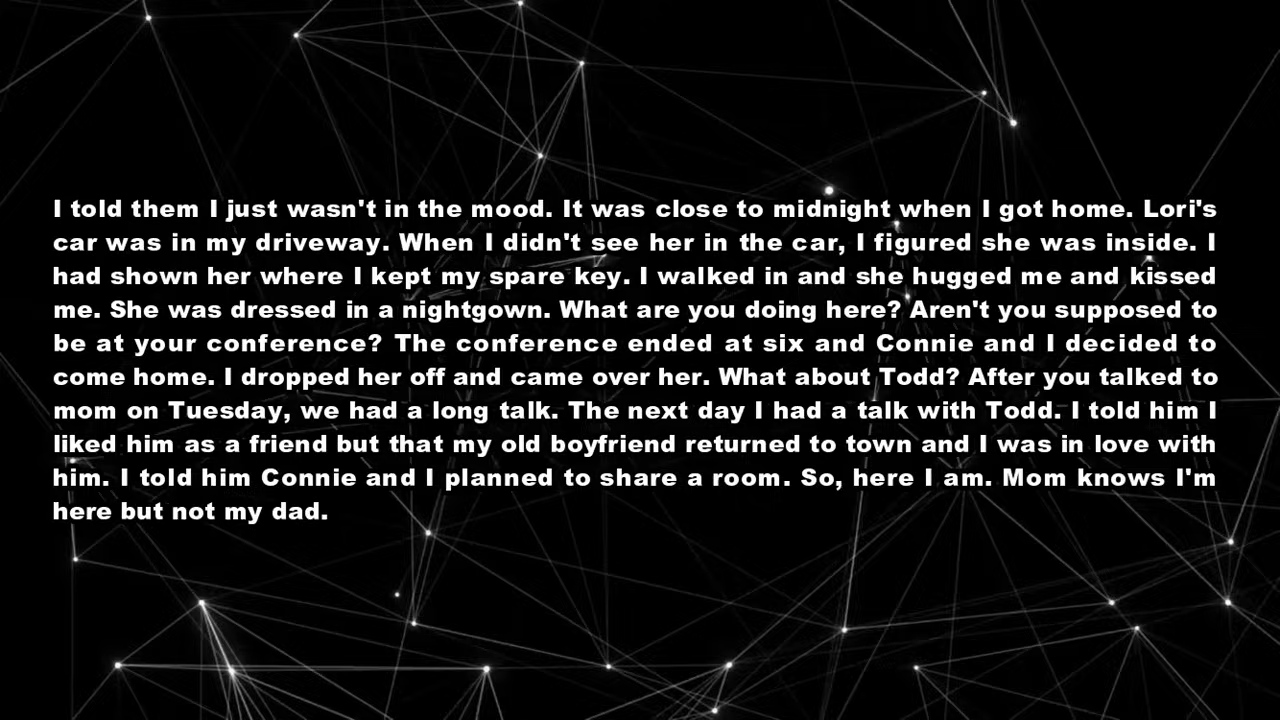 I told them I just wasn't in the mood. It was close to midnight when I got home. Lori's
car was in my driveway. When I didn't see her in the car, I figured she was inside. I
had shown her where I kept my spare key. I walked in and she hugged me and kissed
me. She was dressed in a nightgown. What are you doing here? Aren't you supposed to
be at your conference? The conference ended at six and Connie and I decided to
come home. I dropped her off and came over her. What about Todd? After you talked to
mom on Tuesday, we had a long talk. The next day I had a talk with Todd. I told him I
liked him as a friend but that my old boyfriend returned to town and I was in love with
him. I told him Connie and I planned to share a room. So, here I am. Mom knows I'm
here but not my dad.